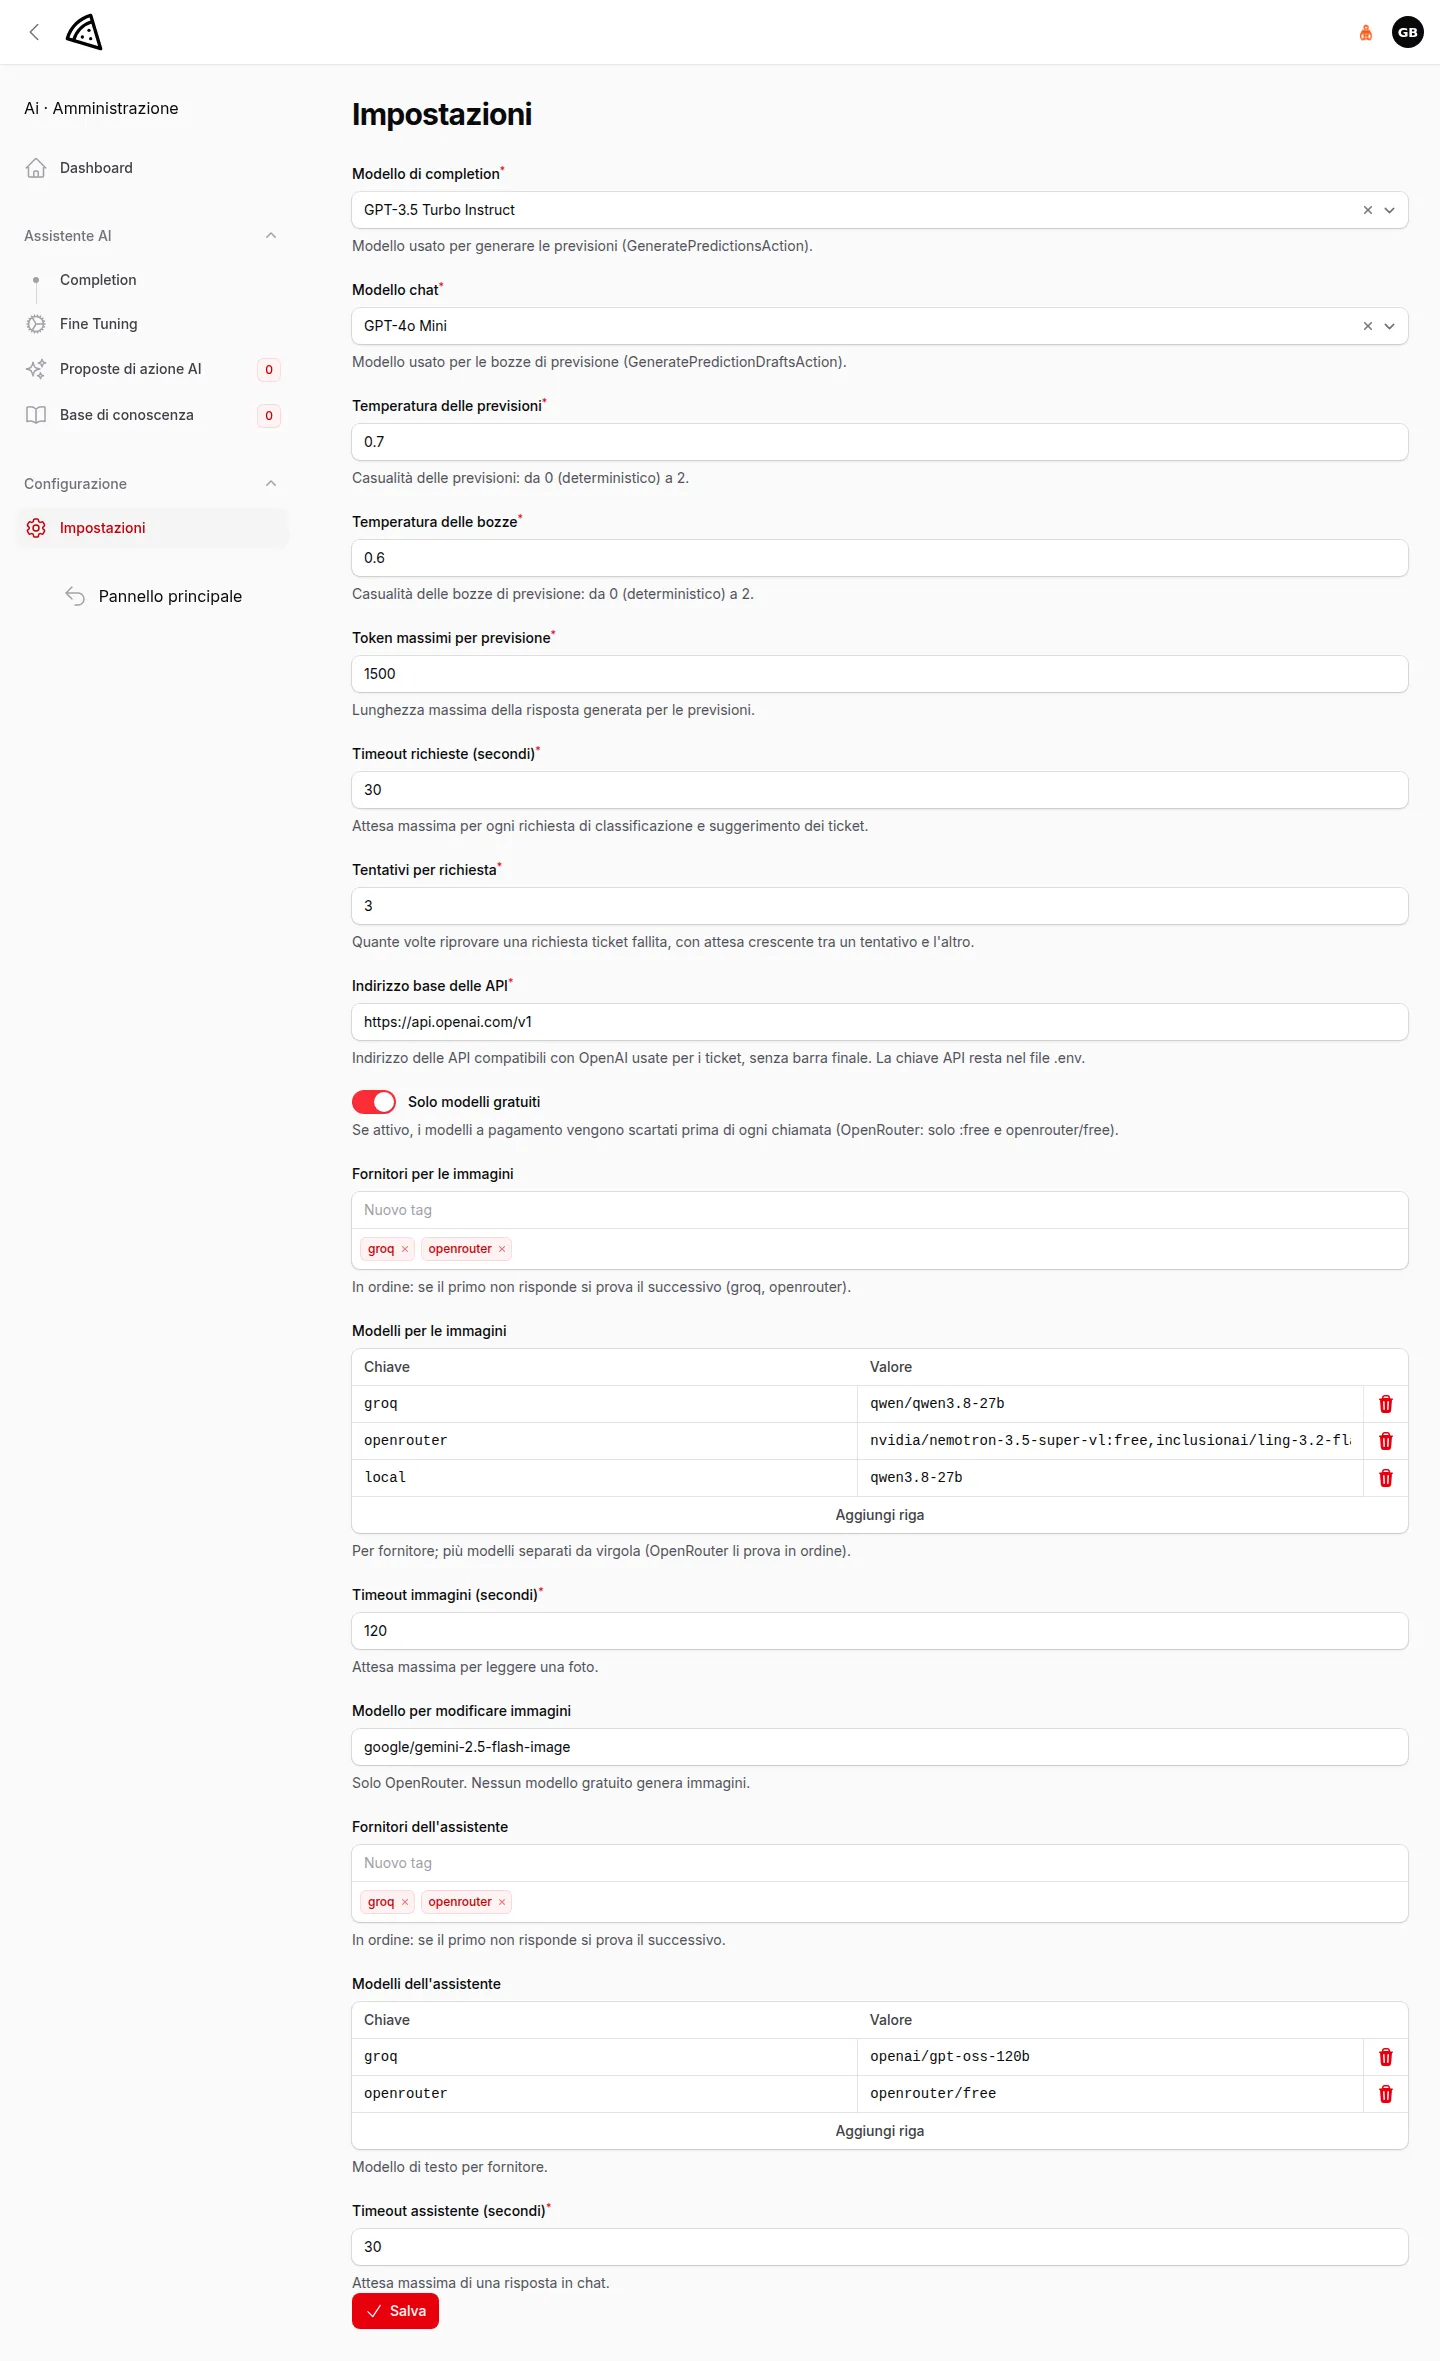 GB
Ai · Amministrazione
Dashboard
Assistente AI
Completion
Fine Tuning
Proposte di azione AI 0
Base di conoscenza 0
Configurazione
Impostazioni
Pannello principale
Impostazioni
Modello di completion*
GPT-3.5 Turbo Instruct
Modello usato per generare le previsioni (GeneratePredictionsAction).
Modello chat*
GPT-4o Mini
Modello usato per le bozze di previsione (GeneratePredictionDraftsAction).
Temperatura delle previsioni*
0.7
Casualità delle previsioni: da 0 (deterministico) a 2.
Temperatura delle bozze*
0.6
Casualità delle bozze di previsione: da 0 (deterministico) a 2.
Token massimi per previsione*
1500
Lunghezza massima della risposta generata per le previsioni.
Timeout richieste (secondi)*
30
Attesa massima per ogni richiesta di classificazione e suggerimento dei ticket.
Tentativi per richiesta*
3
Quante volte riprovare una richiesta ticket fallita, con attesa crescente tra un tentativo e l'altro.
Indirizzo base delle API*
https://api.openai.com/v1
Indirizzo delle API compatibili con OpenAI usate per i ticket, senza barra finale. La chiave API resta nel file .env.
Solo modelli gratuiti
Se attivo, i modelli a pagamento vengono scartati prima di ogni chiamata (OpenRouter: solo :free e openrouter/free).
Fornitori per le immagini
Nuovo tag
groq × openrouter ×
In ordine: se il primo non risponde si prova il successivo (groq, openrouter).
Modelli per le immagini
Chiave Valore
groq qwen/qwen3.8-27b
openrouter nvidia/nemotron-3.5-super-vl:free,inclusionai/ling-3.2-fl
local qwen3.8-27b
Aggiungi riga
Per fornitore; più modelli separati da virgola (OpenRouter li prova in ordine).
Timeout immagini (secondi)*
120
Attesa massima per leggere una foto.
Modello per modificare immagini
google/gemini-2.5-flash-image
Solo OpenRouter. Nessun modello gratuito genera immagini.
Fornitori dell'assistente
Nuovo tag
groq × openrouter ×
In ordine: se il primo non risponde si prova il successivo.
Modelli dell'assistente
Chiave Valore
groq openai/gpt-oss-120b
openrouter openrouter/free
Aggiungi riga
Modello di testo per fornitore.
Timeout assistente (secondi)*
30
Attesa massima di una risposta in chat.
Salva